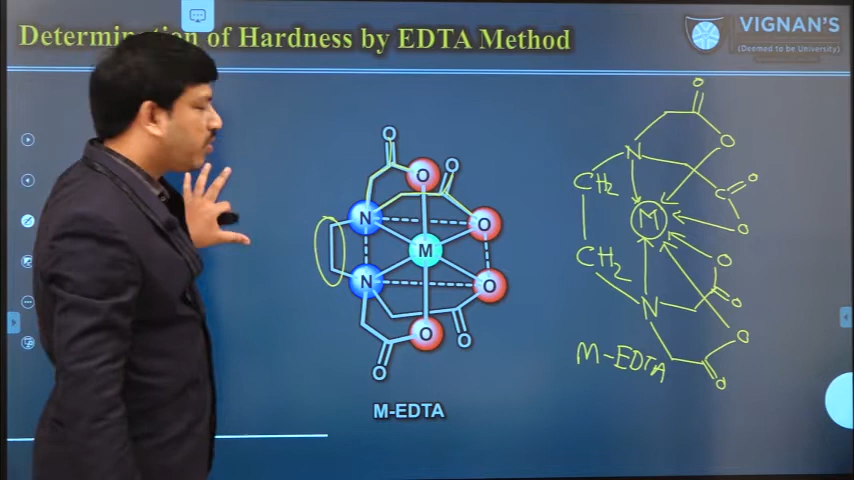 Determination of Hardness by EDTA Method
VIGNAN'S
(Deemed to be University)
O
O
O
O
N
M
N
O
O
O
O
M-EDTA
O
O
N
CH2
M
C
O
O
CH2
O
O
N
O
O
M-EDTA